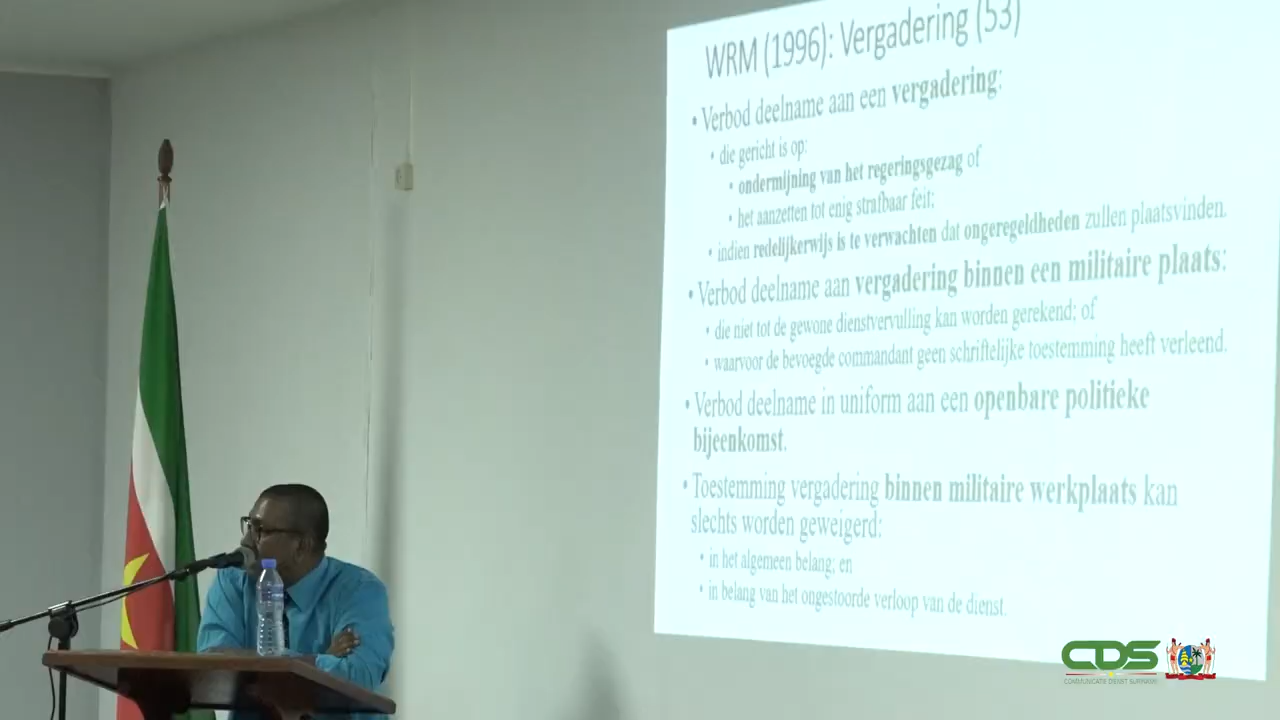 WRM (1996): Vergadering (53)
• Verbod deelname aan een vergadering:
• die gericht is op:
• ondermijning van het regeringsgezag of
• het aanzetten tot enig strafbaar feit;
• indien redelijkerwijs is te verwachten dat ongeregeldheden zullen plaatsvinden.
• Verbod deelname aan vergadering binnen een militaire plaats:
• die niet tot de gewone dienstvervulling kan worden gerekend; of
• waarvoor de bevoegde commandant geen schriftelijke toestemming heeft verleend.
• Verbod deelname in uniform aan een openbare politieke
bijeenkomst.
• Toestemming vergadering binnen militaire werkplaats kan
slechts worden geweigerd:
• in het algemeen belang; en
• in belang van het ongestoorde verloop van de dienst.
CDS
COMMUNICATIE DIENST SURINAME